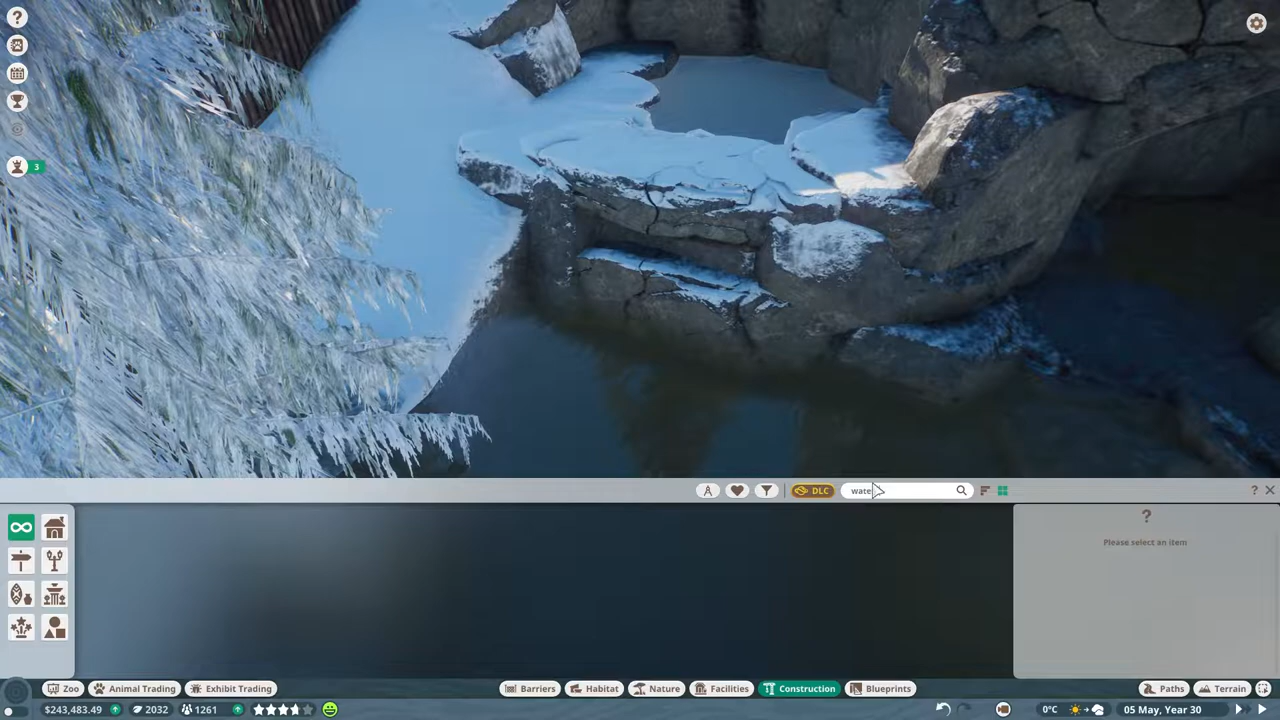 ?
3
DLC
wate
?
?
Please select an item
Zoo
Animal Trading
Exhibit Trading
Barriers
Habitat
Nature
Facilities
Construction
Blueprints
Paths
Terrain
$243,483.49
2032
1261
0°C
05 May, Year 30